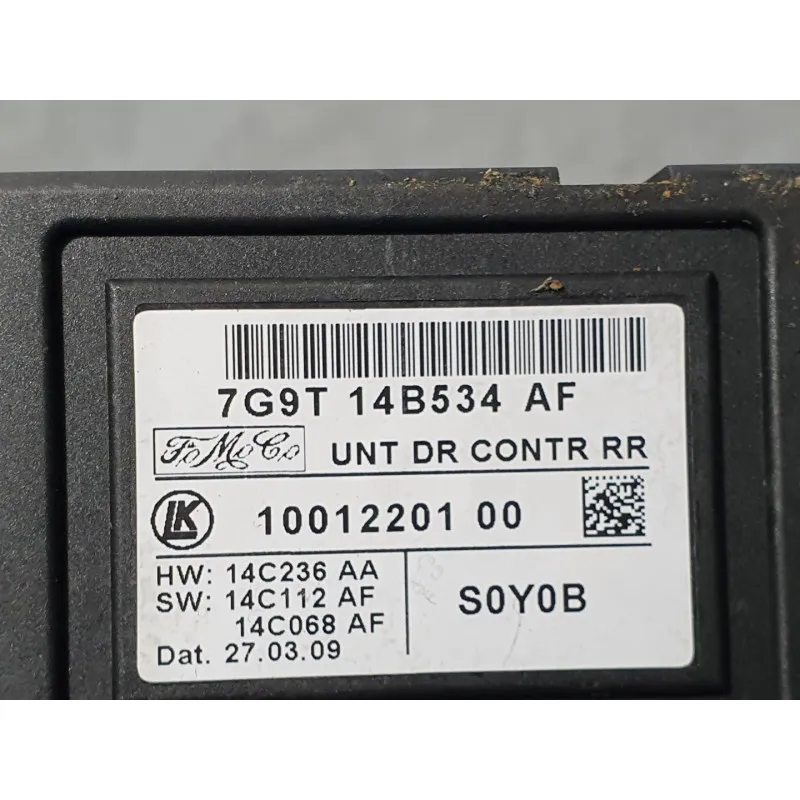 7G9T 14B534 AF
FoMoCo UNT DR CONTR RR
LK 10012201 00
HW: 14C236 AA
SW: 14C112 AF
14C068 AF
Dat. 27.03.09
S0Y0B